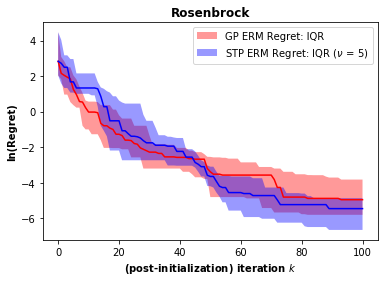 Rosenbrock
GP ERM Regret: IQR
STP ERM Regret: IQR (ν = 5)
ln(Regret)
4
2
0
−2
−4
−6
0 20 40 60 80 100
(post-initialization) iteration k